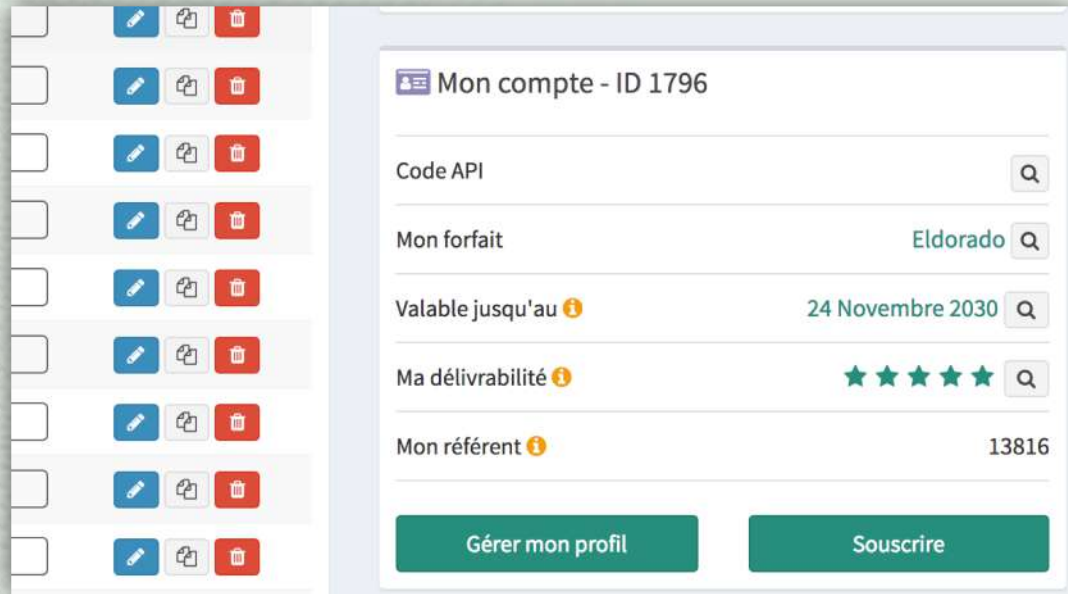 Mon compte - ID 1796
Code API
Mon forfait Eldorado
Valable jusqu'au 24 Novembre 2030
Ma délivrabilité
Mon référent 13816
Gérer mon profil Souscrire